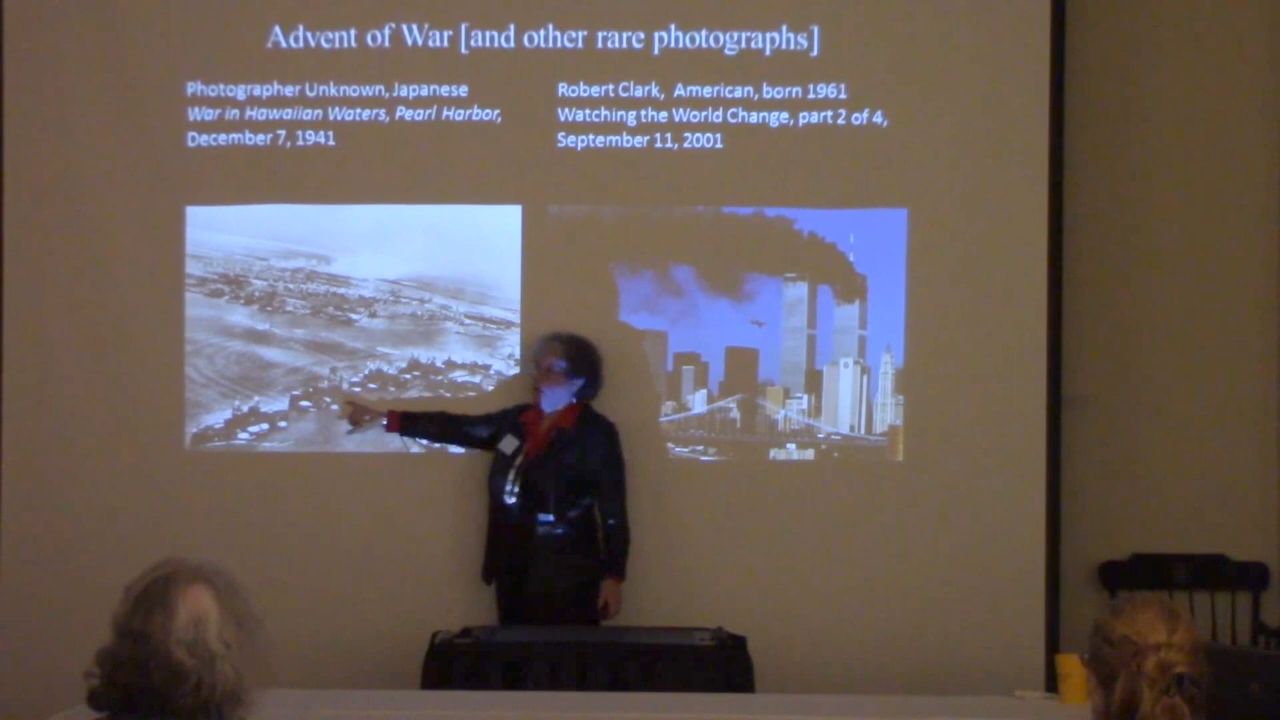 Advent of War [and other rare photographs]
Photographer Unknown, Japanese
War in Hawaiian Waters, Pearl Harbor,
December 7, 1941
Robert Clark, American, born 1961
Watching the World Change, part 2 of 4,
September 11, 2001